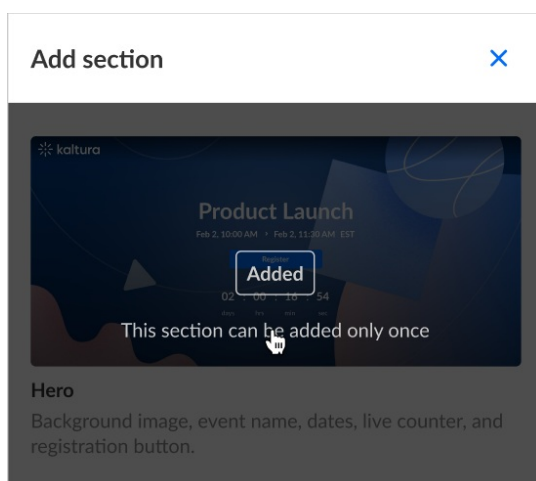 Add section
kaltura
Product Launch
Feb 2, 10:00 AM • Feb 2, 11:30 AM EST
Register
Added
02 : 00 : 16 : 54
days hrs min sec
This section can be added only once
Hero
Background image, event name, dates, live counter, and
registration button.